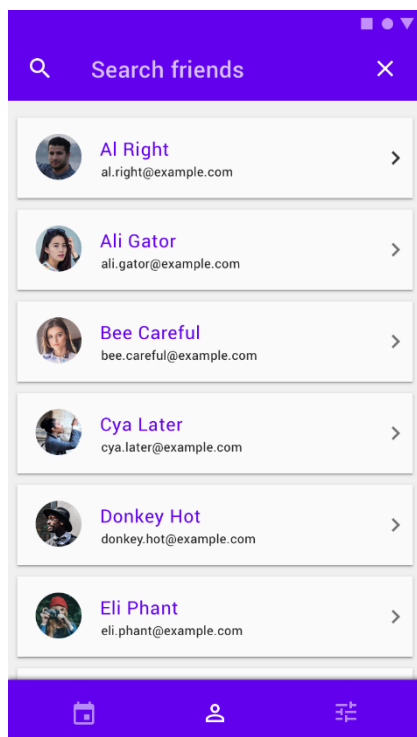 Search friends
Al Right
al.right@example.com
Ali Gator
ali.gator@example.com
Bee Careful
bee.careful@example.com
Cya Later
cya.later@example.com
Donkey Hot
donkey.hot@example.com
Eli Phant
eli.phant@example.com